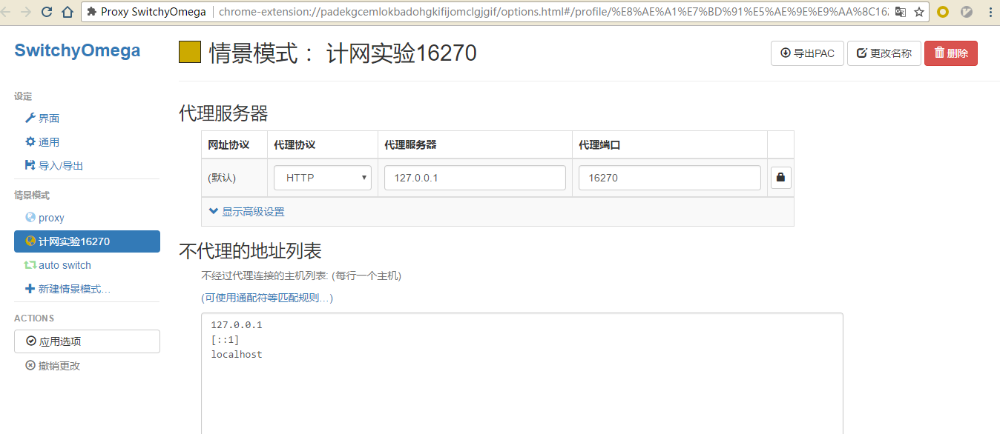 Proxy SwitchyOmega | chrome-extension://padekgcemlokbadohgkifijomclgjgif/options.html#/profile/%E8%AE%A1%E7%BD%91%E5%AE%9E%E9%AA%8C162
SwitchyOmega
情景模式 : 计网实验16270
导出PAC
更改名称
删除
设定
界面
通用
导入/导出
情景模式
proxy
计网实验16270
auto switch
新建情景模式…
ACTIONS
应用选项
撤销更改
代理服务器
网址协议 代理协议 代理服务器 代理端口
(默认) HTTP 127.0.0.1 16270
显示高级设置
不代理的地址列表
不经过代理连接的主机列表: (每行一个主机)
(可使用通配符等匹配规则…)
127.0.0.1
[::1]
localhost